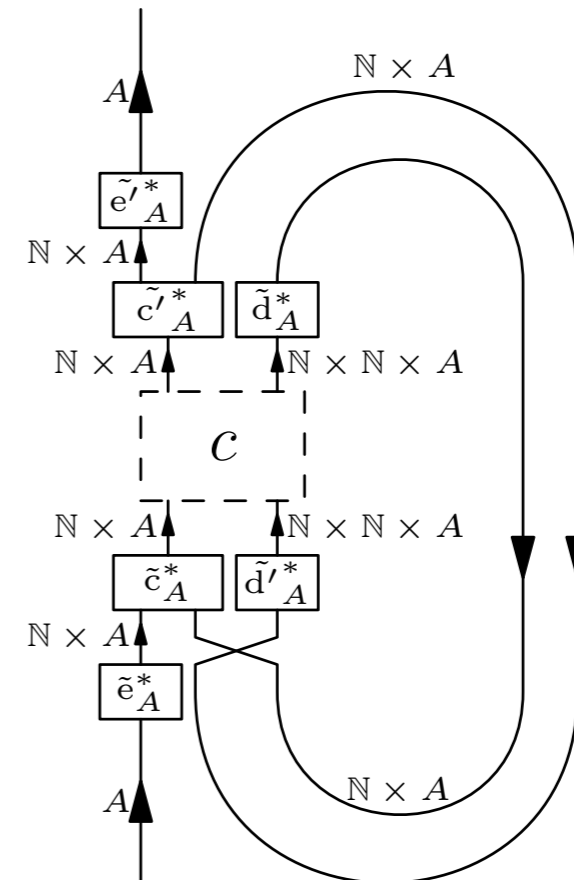 ℕ × A
A
ẽ′*_A
ℕ × A
c̃′*_A d̃*_A
ℕ × A ℕ × ℕ × A
c
ℕ × A ℕ × ℕ × A
c̃*_A d̃′*_A
ℕ × A
ẽ*_A
ℕ × A
A